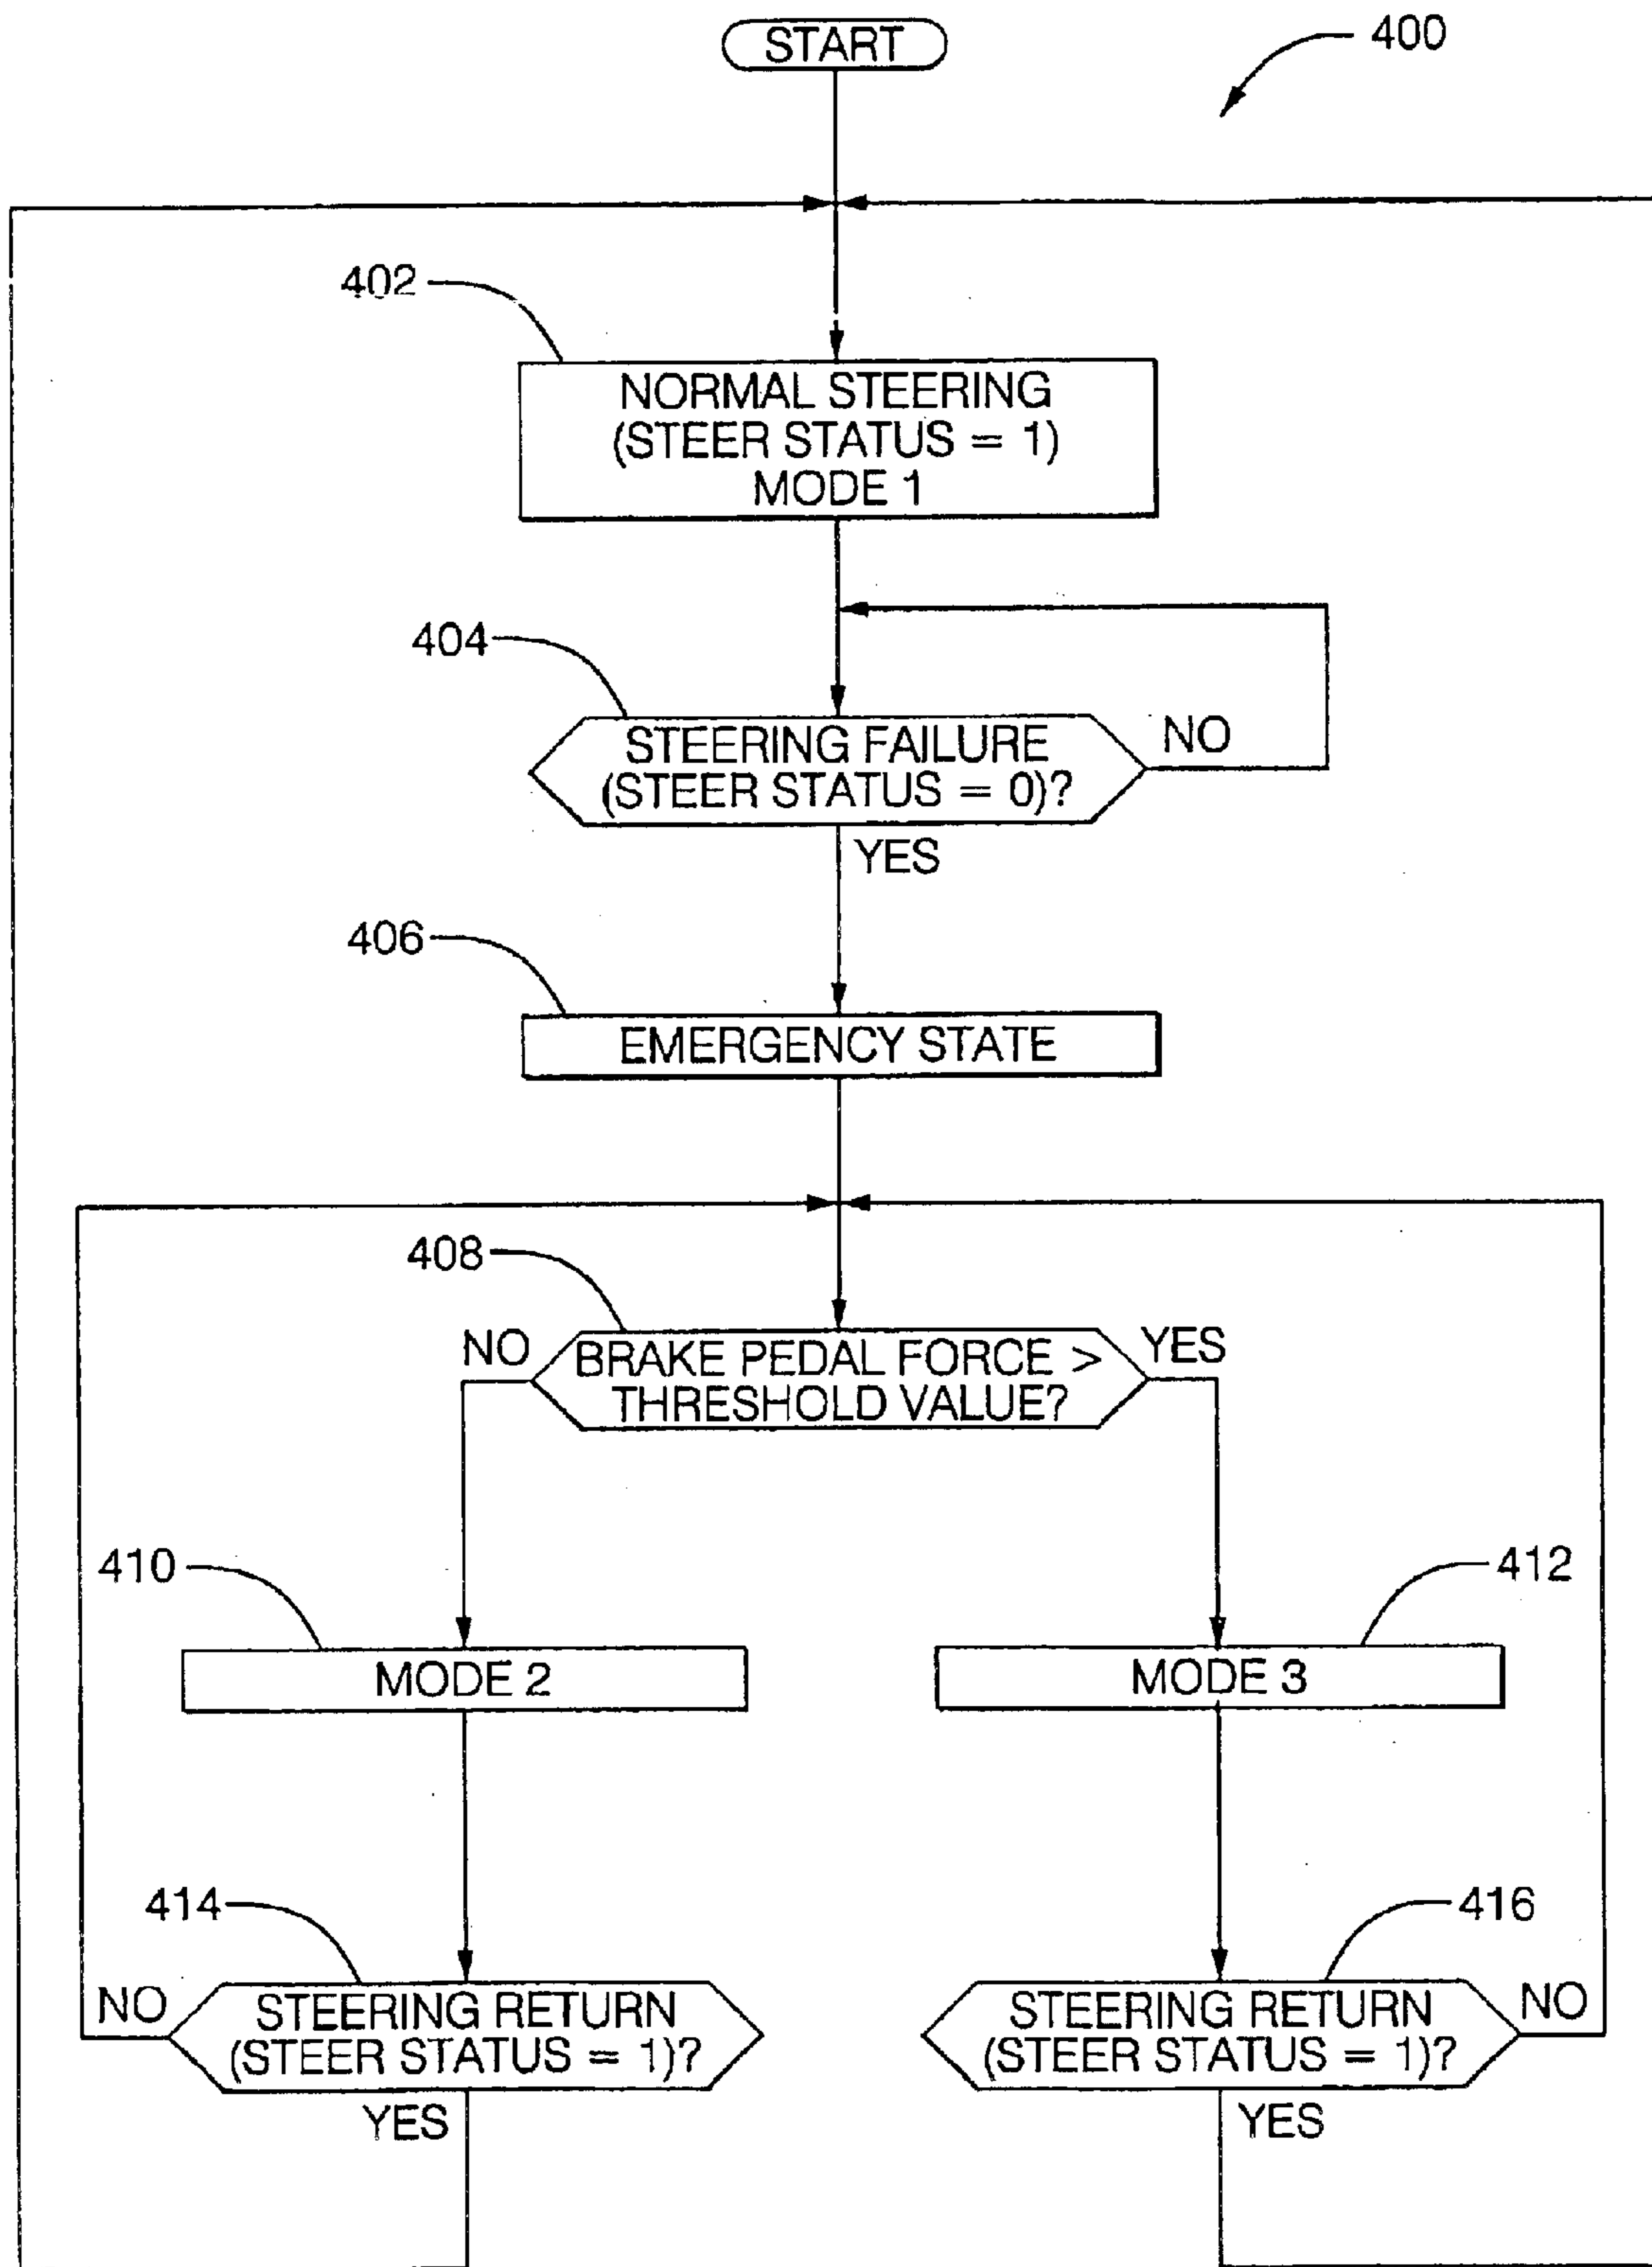 START
400
402
NORMAL STEERING
(STEER STATUS = 1)
MODE 1
404
STEERING FAILURE
(STEER STATUS = 0)?
NO
YES
406
EMERGENCY STATE
408
NO
BRAKE PEDAL FORCE >
THRESHOLD VALUE?
YES
410
MODE 2
412
MODE 3
414
NO
STEERING RETURN
(STEER STATUS = 1)?
YES
416
STEERING RETURN
(STEER STATUS = 1)?
NO
YES